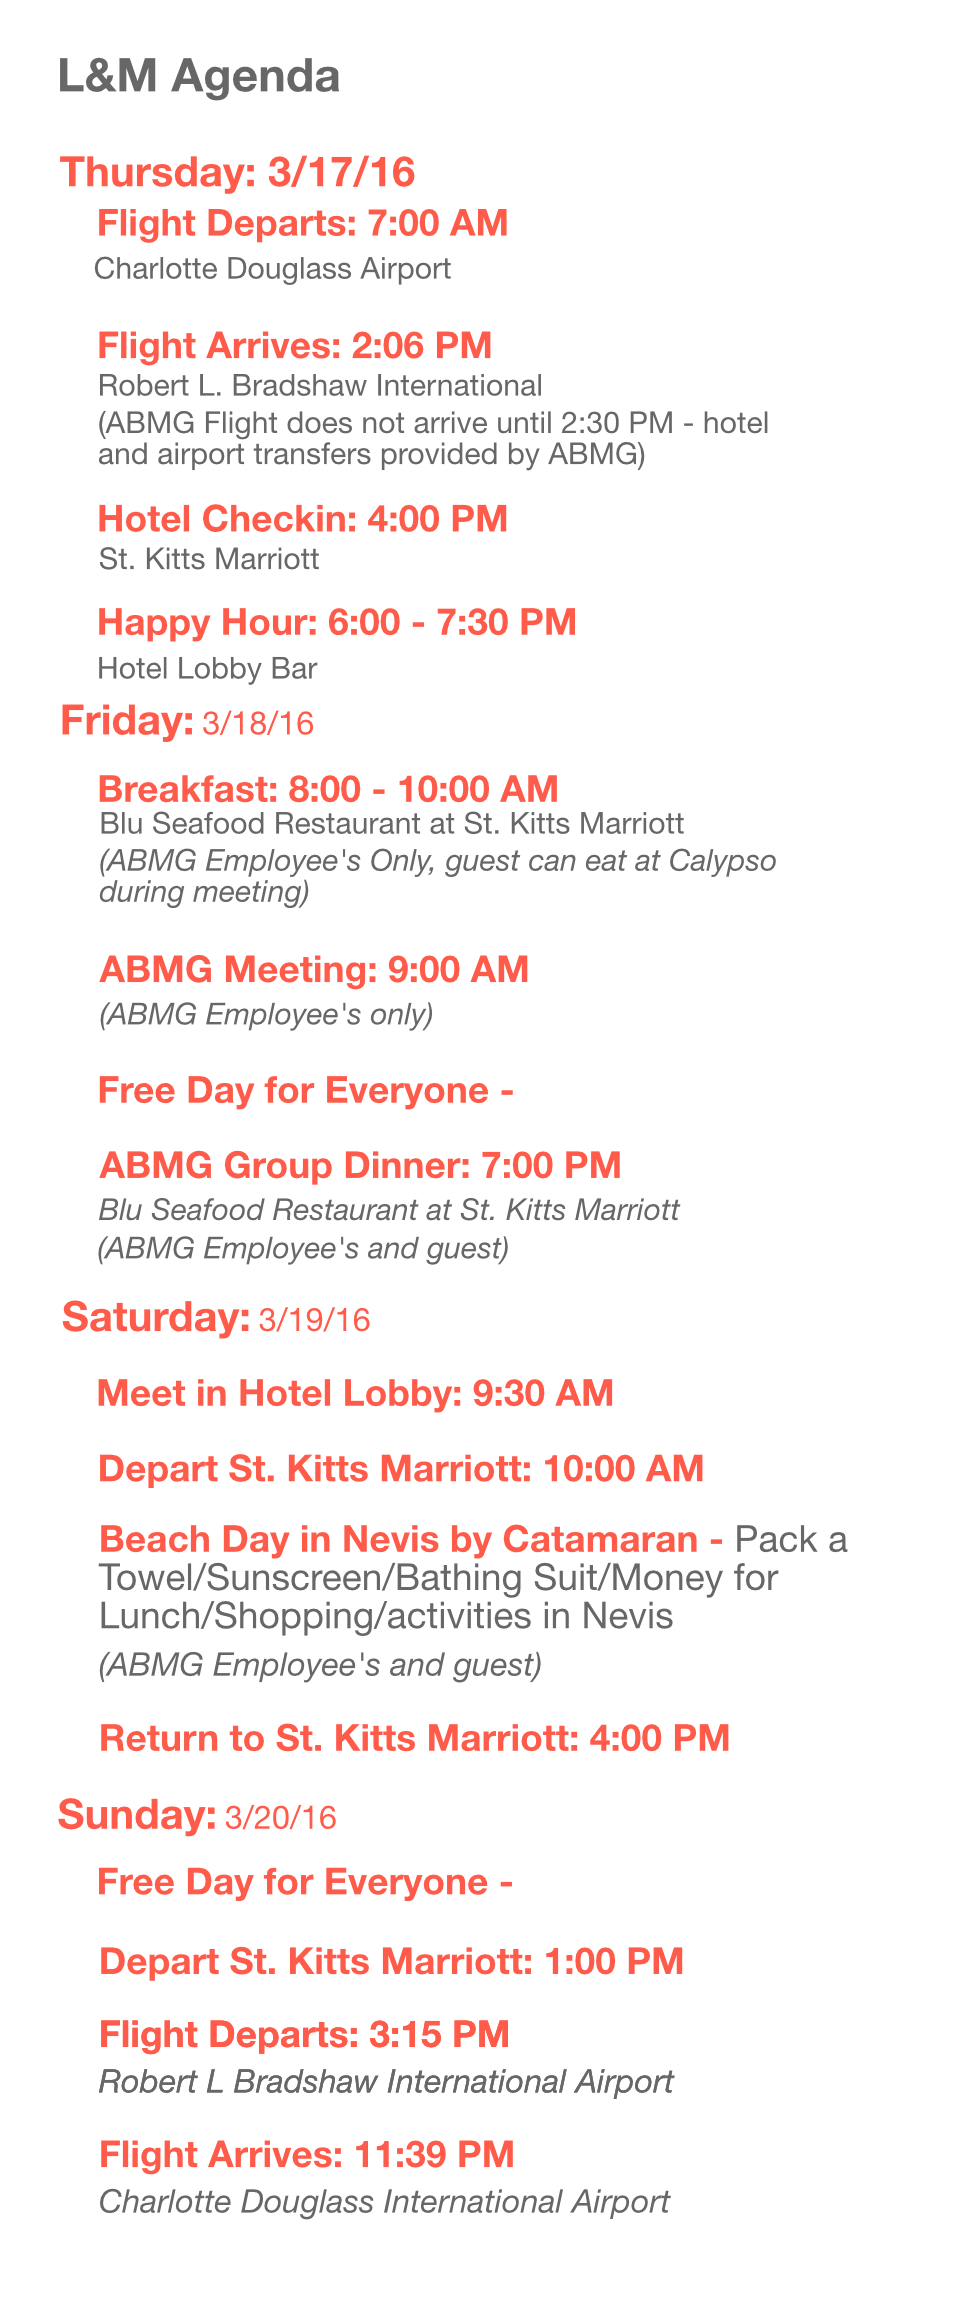 L&M Agenda
Thursday: 3/17/16
Flight Departs: 7:00 AM
Charlotte Douglass Airport
Flight Arrives: 2:06 PM
Robert L. Bradshaw International
(ABMG Flight does not arrive until 2:30 PM - hotel
and airport transfers provided by ABMG)
Hotel Checkin: 4:00 PM
St. Kitts Marriott
Happy Hour: 6:00 - 7:30 PM
Hotel Lobby Bar
Friday: 3/18/16
Breakfast: 8:00 - 10:00 AM
Blu Seafood Restaurant at St. Kitts Marriott
(ABMG Employee's Only, guest can eat at Calypso
during meeting)
ABMG Meeting: 9:00 AM
(ABMG Employee's only)
Free Day for Everyone -
ABMG Group Dinner: 7:00 PM
Blu Seafood Restaurant at St. Kitts Marriott
(ABMG Employee's and guest)
Saturday: 3/19/16
Meet in Hotel Lobby: 9:30 AM
Depart St. Kitts Marriott: 10:00 AM
Beach Day in Nevis by Catamaran - Pack a
Towel/Sunscreen/Bathing Suit/Money for
Lunch/Shopping/activities in Nevis
(ABMG Employee's and guest)
Return to St. Kitts Marriott: 4:00 PM
Sunday: 3/20/16
Free Day for Everyone -
Depart St. Kitts Marriott: 1:00 PM
Flight Departs: 3:15 PM
Robert L Bradshaw International Airport
Flight Arrives: 11:39 PM
Charlotte Douglass International Airport